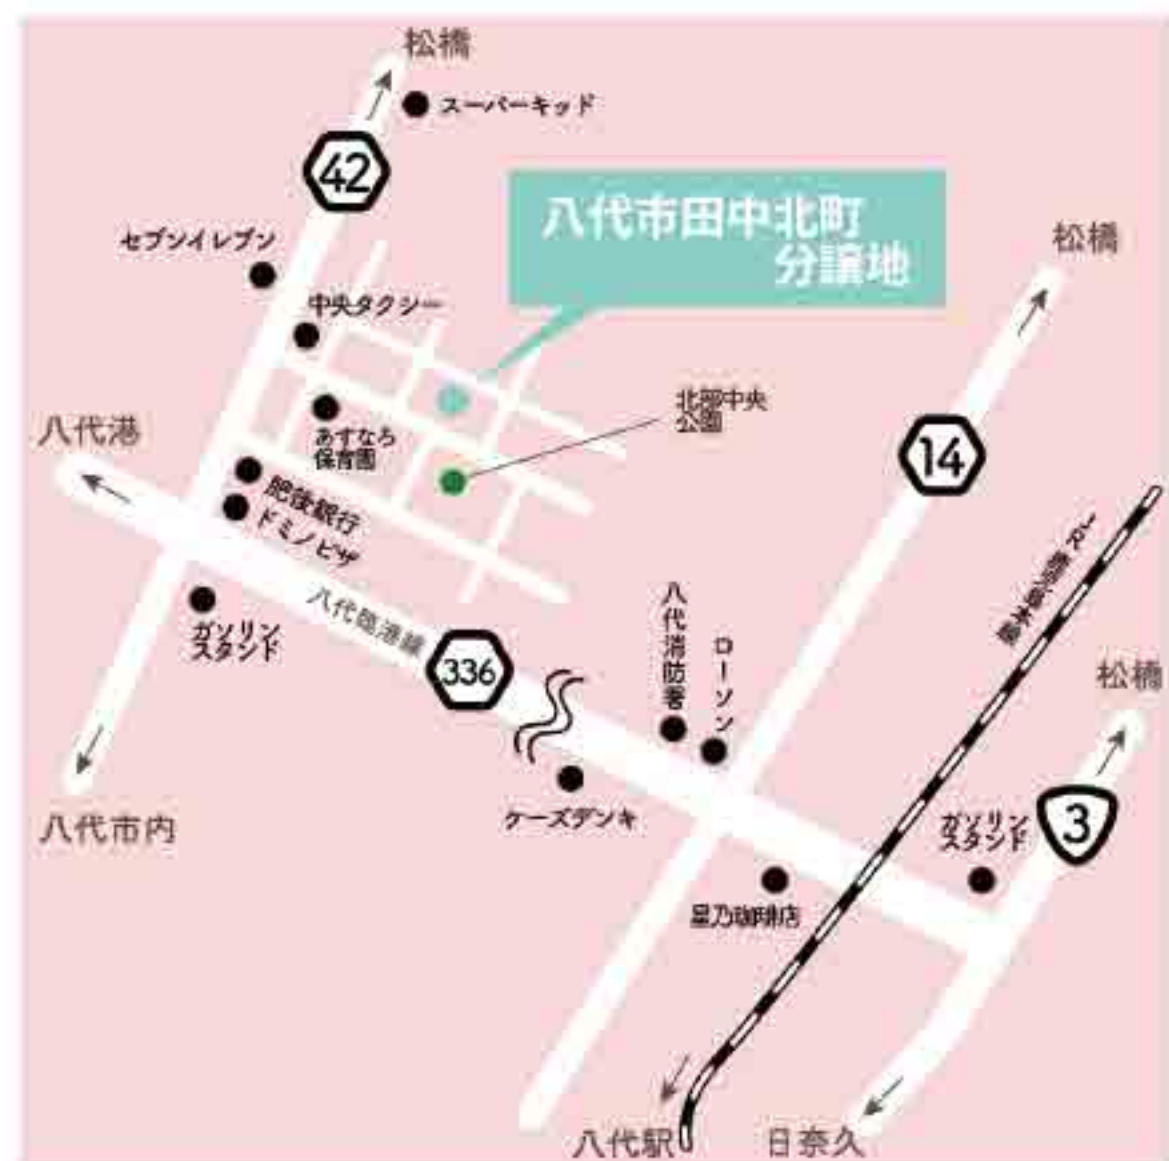 松橋
スーパーキッド
42
セブンイレブン
中央タクシー
八代市田中北町
分譲地
松橋
八代港
あすなろ
保育園
北部中央
公園
14
肥後銀行
ドミノピザ
ガソリン
スタンド
八代臨港線
336
八代消防署
ローソン
JR鹿児島本線
松橋
八代市内
ケーズデンキ
ガソリン
スタンド
3
星乃珈琲店
八代駅
日奈久